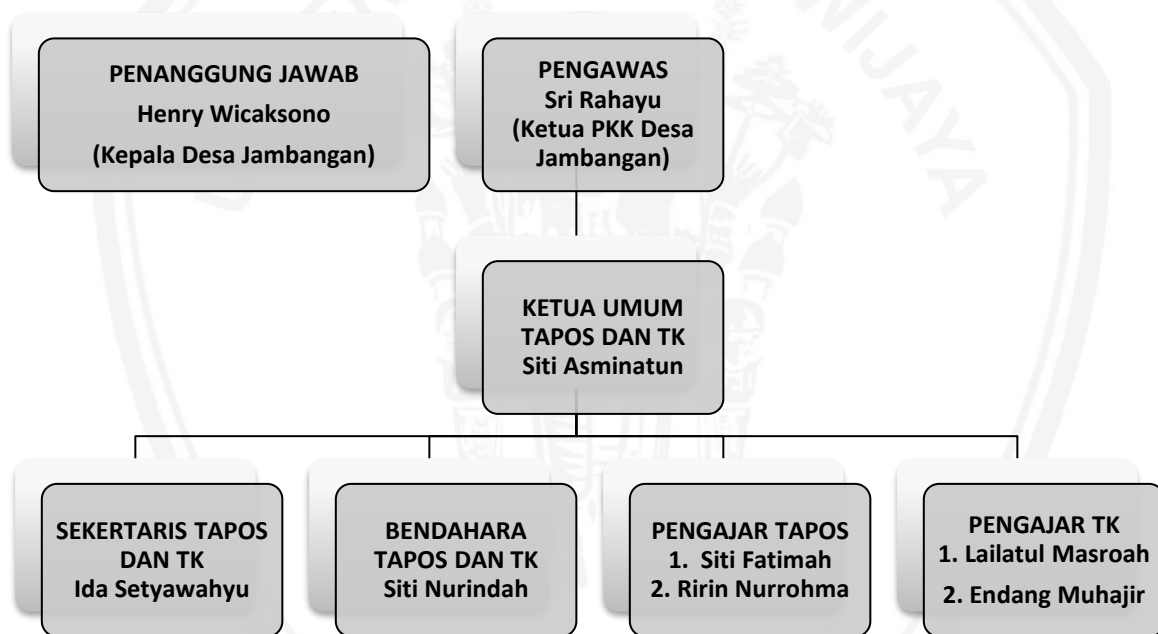 PENANGGUNG JAWAB
Henry Wicaksono
(Kepala Desa Jambangan)
PENGAWAS
Sri Rahayu
(Ketua PKK Desa
Jambangan)
KETUA UMUM
TAPOS DAN TK
Siti Asminatun
SEKERTARIS TAPOS
DAN TK
Ida Setyawahyu
BENDAHARA
TAPOS DAN TK
Siti Nurindah
PENGAJAR TAPOS
1. Siti Fatimah
2. Ririn Nurrohma
PENGAJAR TK
1. Lailatul Masroah
2. Endang Muhajir